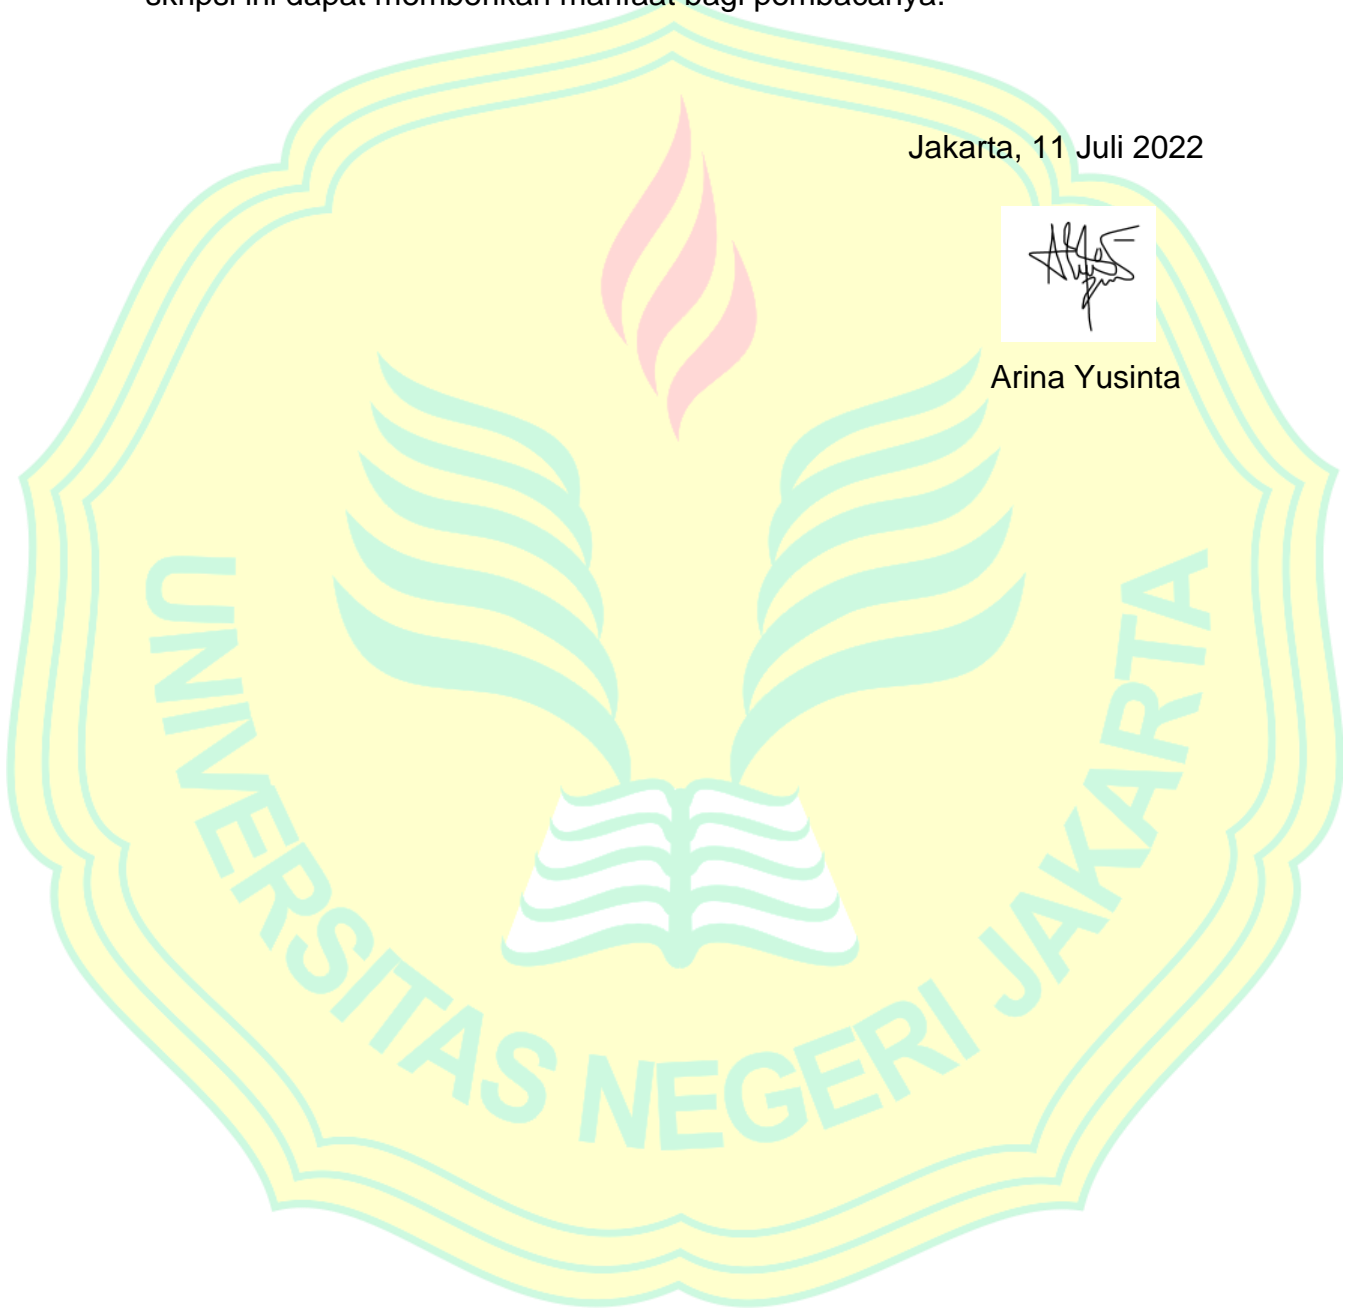 skripsi ini dapat memberikan manfaat bagi pembacanya.
Jakarta, 11 Juli 2022
Arina Yusinta
UNIVERSITAS NEGERI JAKARTA